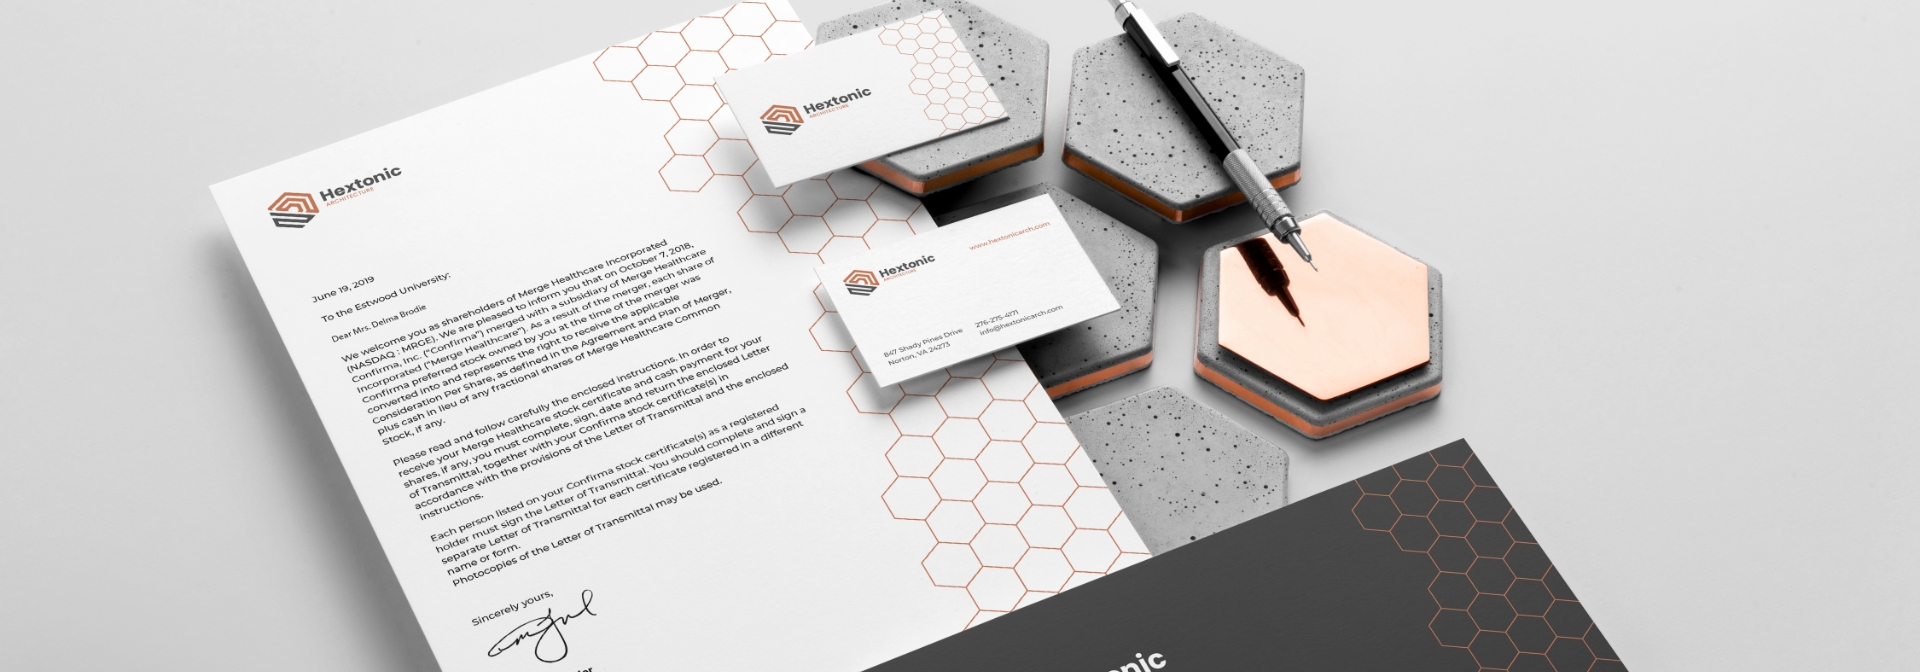 Hextonic
ARCHITECTURE
June 19, 2019
To the Estwood University:
Dear Mrs. Delma Brodie
We welcome you as shareholders of Merge Healthcare Incorporated
(NASDAQ : MRGE). We are pleased to inform you that on October 7, 2018,
Confirma, Inc. ("Confirma") merged with a subsidiary of Merge Healthcare
Incorporated ("Merge Healthcare"). As a result of the merger, each share of
Confirma preferred stock owned by you at the time of the merger was
converted into and represents the right to receive the applicable
consideration Per Share, as defined in the Agreement and Plan of Merger,
plus cash in lieu of any fractional shares of Merge Healthcare Common
Stock, if any.
Please read and follow carefully the enclosed instructions. In order to
receive your Merge Healthcare stock certificate and cash payment for your
shares, if any, you must complete, sign, date and return the enclosed Letter
of Transmittal, together with your Confirma stock certificate(s) in
accordance with the provisions of the Letter of Transmittal and the enclosed
instructions.
Each person listed on your Confirma stock certificate(s) as a registered
holder must sign the Letter of Transmittal. You should complete and sign a
separate Letter of Transmittal for each certificate registered in a different
name or form.
Photocopies of the Letter of Transmittal may be used.
Sincerely yours,
Hextonic
ARCHITECTURE
www.hextonicarch.com
Hextonic
ARCHITECTURE
847 Shady Pines Drive
Norton, VA 24273
276-275-4171
info@hextonicarch.com